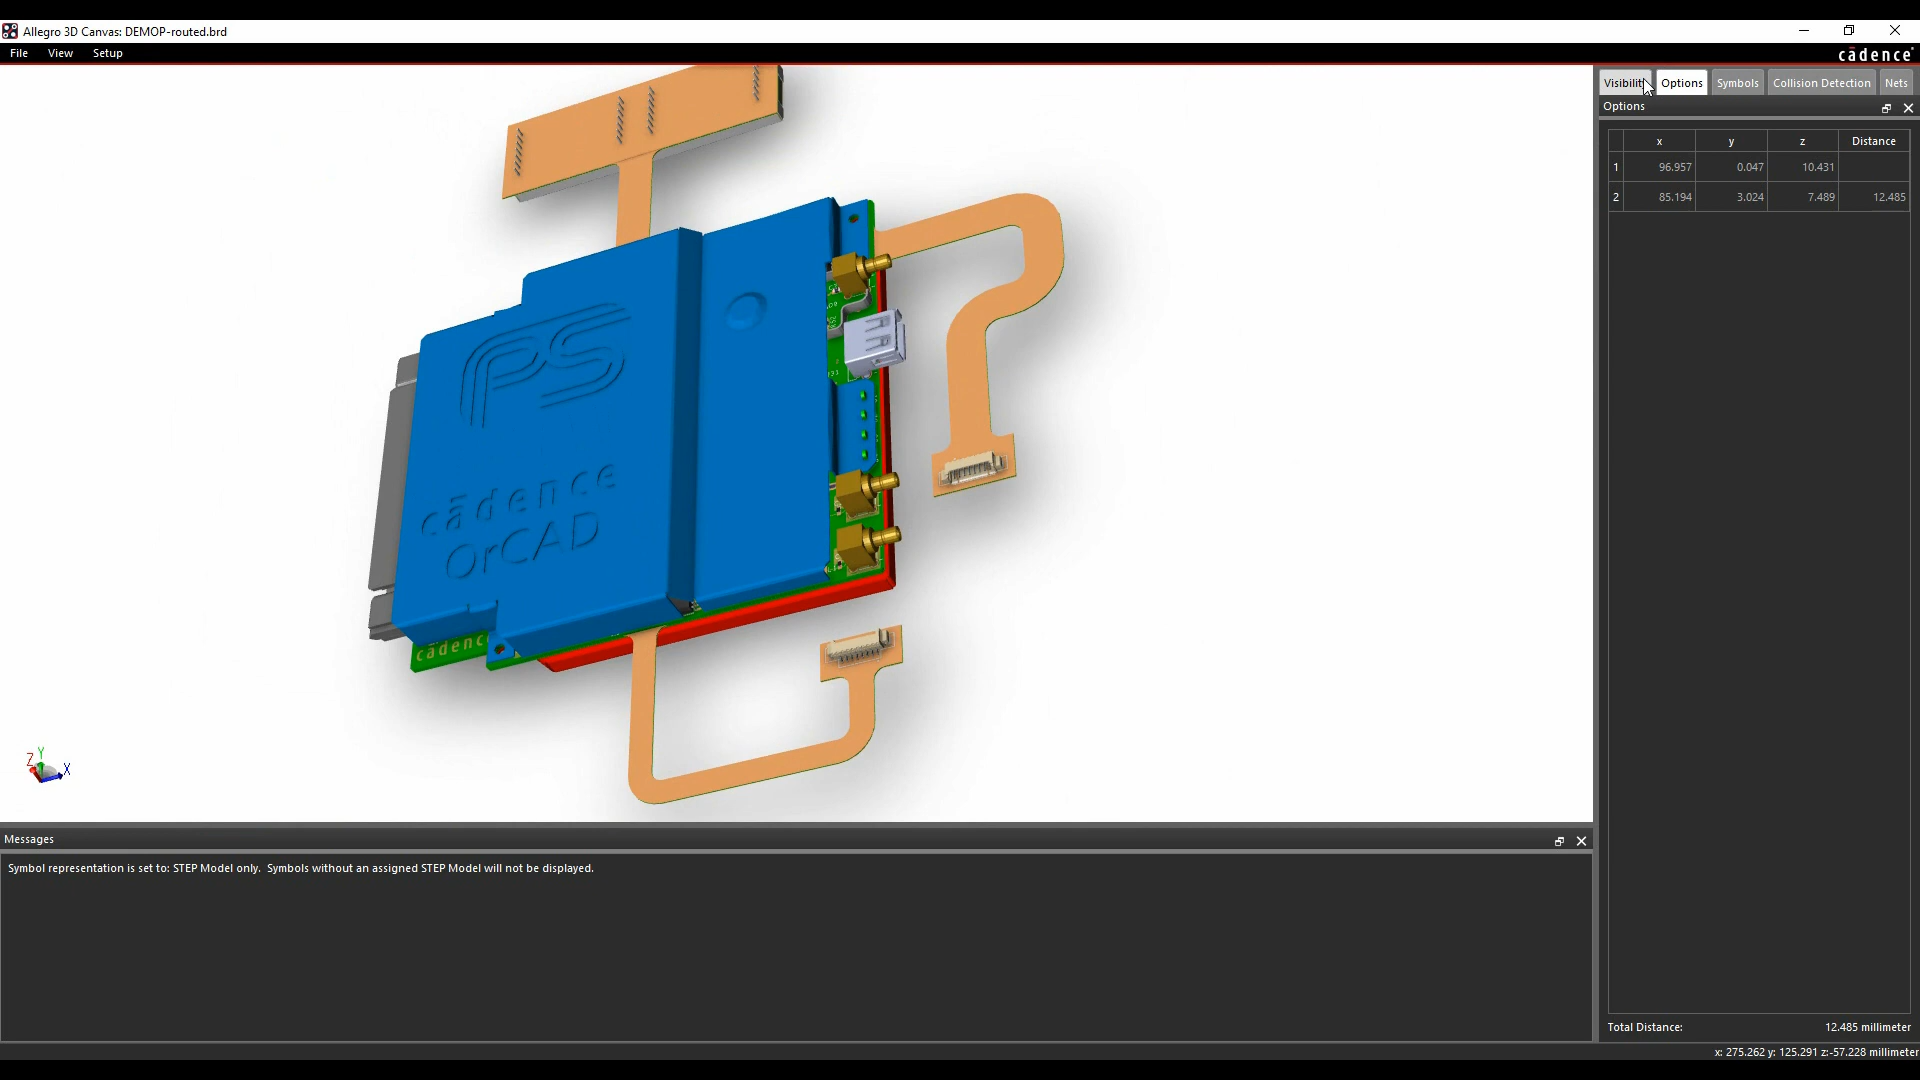 Allegro 3D Canvas: DEMOP-routed.brd
File View Setup
cādence
Visibility Options Symbols Collision Detection Nets
Options
x y z Distance
1 96.957 0.047 10.431
2 85.194 3.024 7.489 12.485
PS
cādence
OrCAD
cādence
Z Y X
Messages
Symbol representation is set to: STEP Model only. Symbols without an assigned STEP Model will not be displayed.
Total Distance: 12.485 millimeter
x: 275.262 y: 125.291 z:-57.228 millimeter